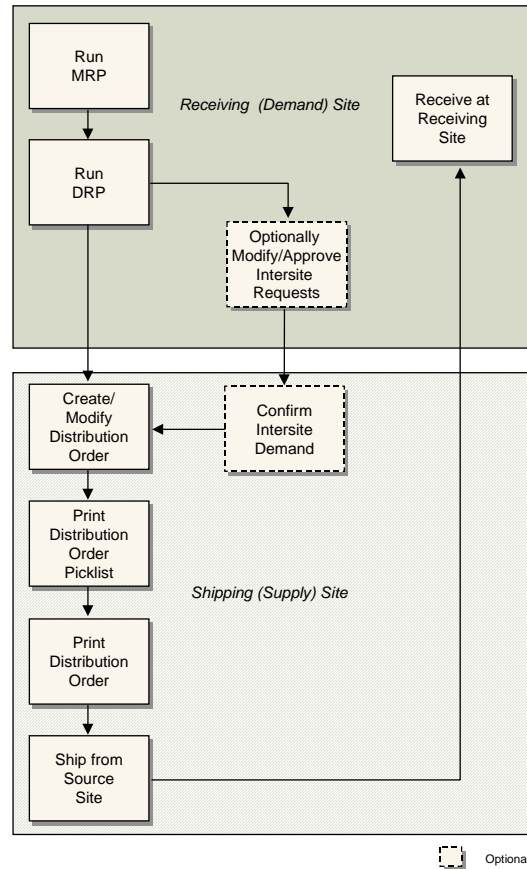 Run
MRP
Receiving (Demand) Site
Receive at
Receiving
Site
Run
DRP
Optionally
Modify/Approve
Intersite
Requests
Create/
Modify
Distribution
Order
Confirm
Intersite
Demand
Print
Distribution
Order
Picklist
Shipping (Supply) Site
Print
Distribution
Order
Ship from
Source
Site
Optiona